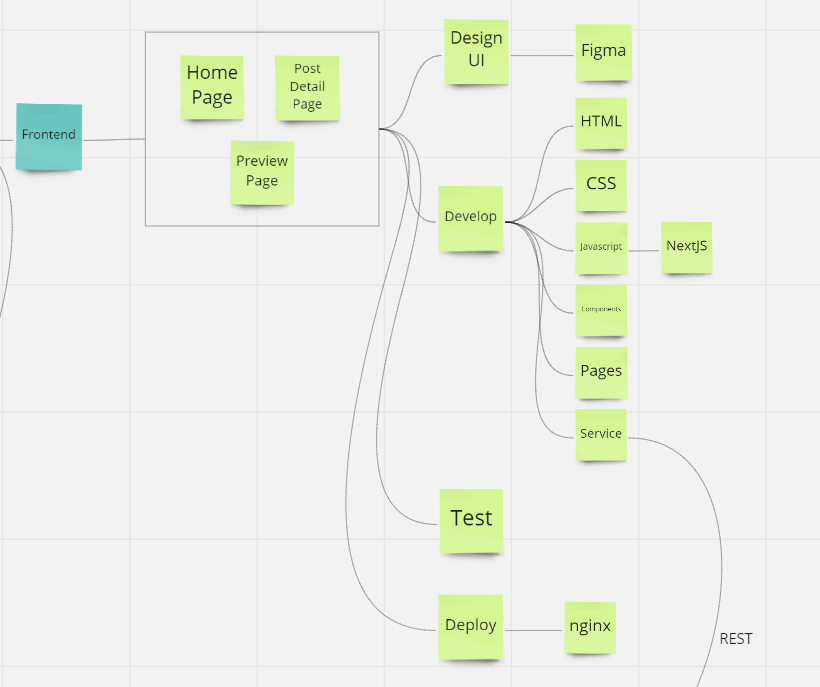 Frontend
Home
Page
Post
Detail
Page
Preview
Page
Design
UI
Figma
Develop
HTML
CSS
Javascript
NextJS
Components
Pages
Service
Test
Deploy
nginx
REST